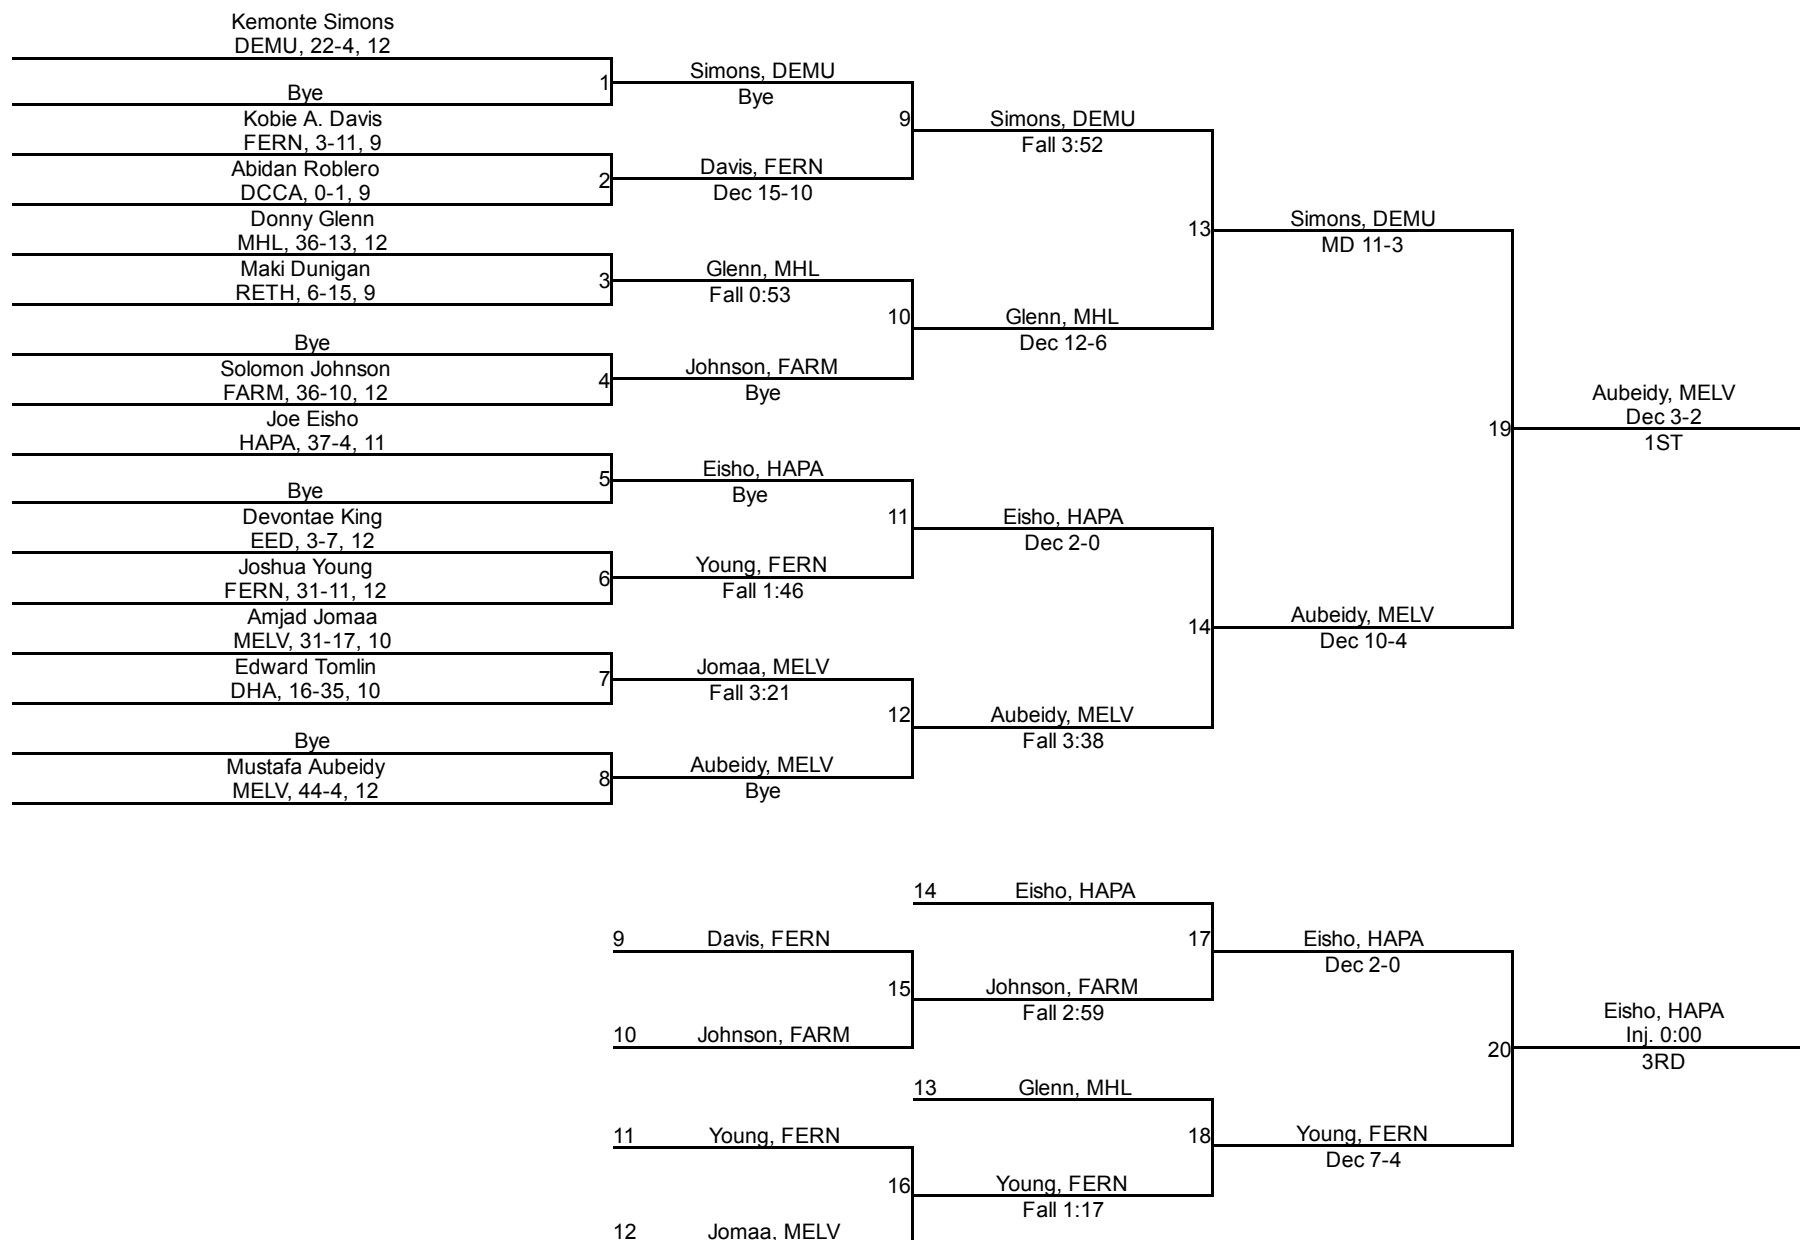 Kemonte Simons
DEMU, 22-4, 12
1
Bye
Kobie A. Davis
FERN, 3-11, 9
2
Abidan Roblero
DCCA, 0-1, 9
Donny Glenn
MHL, 36-13, 12
3
Maki Dunigan
RETH, 6-15, 9
Bye
4
Solomon Johnson
FARM, 36-10, 12
Joe Eisho
HAPA, 37-4, 11
5
Bye
Devontae King
EED, 3-7, 12
6
Joshua Young
FERN, 31-11, 12
Amjad Jomaa
MELV, 31-17, 10
7
Edward Tomlin
DHA, 16-35, 10
Bye
8
Mustafa Aubeidy
MELV, 44-4, 12
Simons, DEMU
Bye
9
Davis, FERN
Dec 15-10
Glenn, MHL
Fall 0:53
10
Johnson, FARM
Bye
Eisho, HAPA
Bye
11
Young, FERN
Fall 1:46
Jomaa, MELV
Fall 3:21
12
Aubeidy, MELV
Bye
Simons, DEMU
Fall 3:52
13
Glenn, MHL
Dec 12-6
Eisho, HAPA
Dec 2-0
14
Aubeidy, MELV
Fall 3:38
Simons, DEMU
MD 11-3
19
Aubeidy, MELV
Dec 10-4
Aubeidy, MELV
Dec 3-2
1ST
9 Davis, FERN
15
10 Johnson, FARM
11 Young, FERN
16
12 Jomaa, MELV
14 Eisho, HAPA
17
Johnson, FARM
Fall 2:59
13 Glenn, MHL
18
Young, FERN
Fall 1:17
Eisho, HAPA
Dec 2-0
20
Young, FERN
Dec 7-4
Eisho, HAPA
Inj. 0:00
3RD